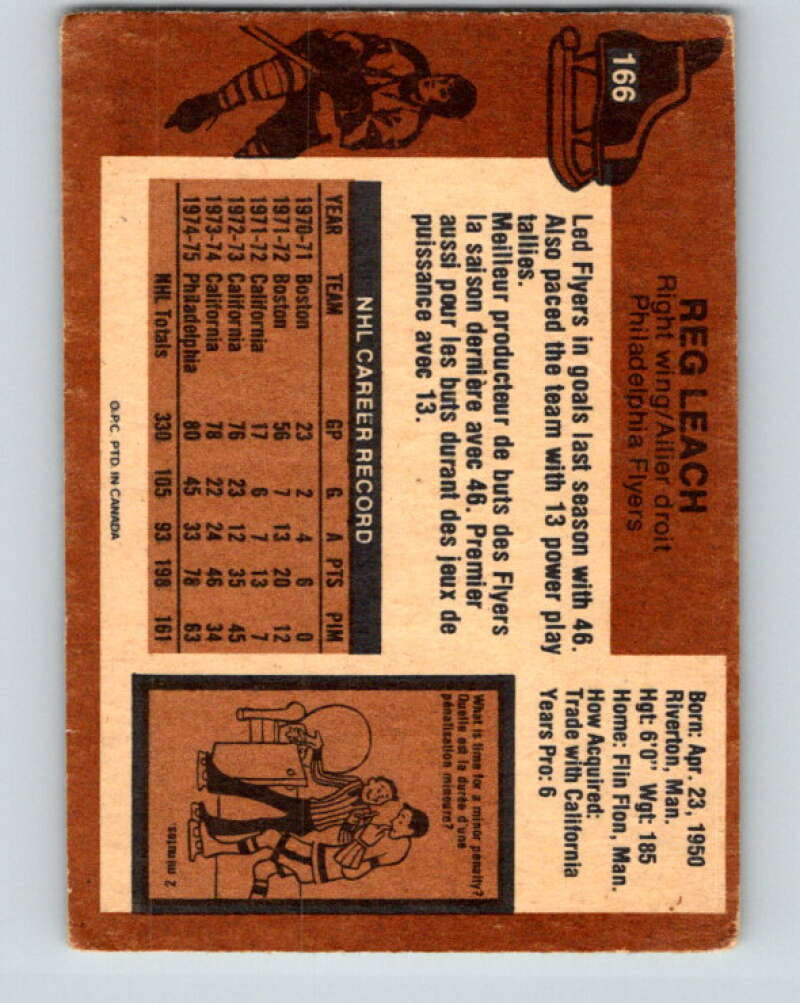 166
REG LEACH
Right wing/Ailier droit
Philadelphia Flyers
Led Flyers in goals last season with 46.
Also paced the team with 13 power play
tallies.
Meilleur producteur de buts des Flyers
la saison dernière avec 46. Premier
aussi pour les buts durant des jeux de
puissance avec 13.
Born: Apr. 23, 1950
Riverton, Man.
Hgt: 6'0" Wgt: 185
Home: Flin Flon, Man.
How Acquired:
Trade with California
Years Pro: 6
NHL CAREER RECORD
YEAR TEAM GP G A PTS PIM
1970-71 Boston 23 2 4 6 0
1971-72 Boston 56 7 13 20 12
1971-72 California 17 6 7 13 7
1972-73 California 76 23 12 35 45
1973-74 California 78 22 24 46 34
1974-75 Philadelphia 80 45 33 78 63
NHL Totals 330 105 93 198 161
What is time for a minor penalty?
Quelle est la durée d'une
pénalisation mineure?
2 minutes.
O.P.C. PTD. IN CANADA